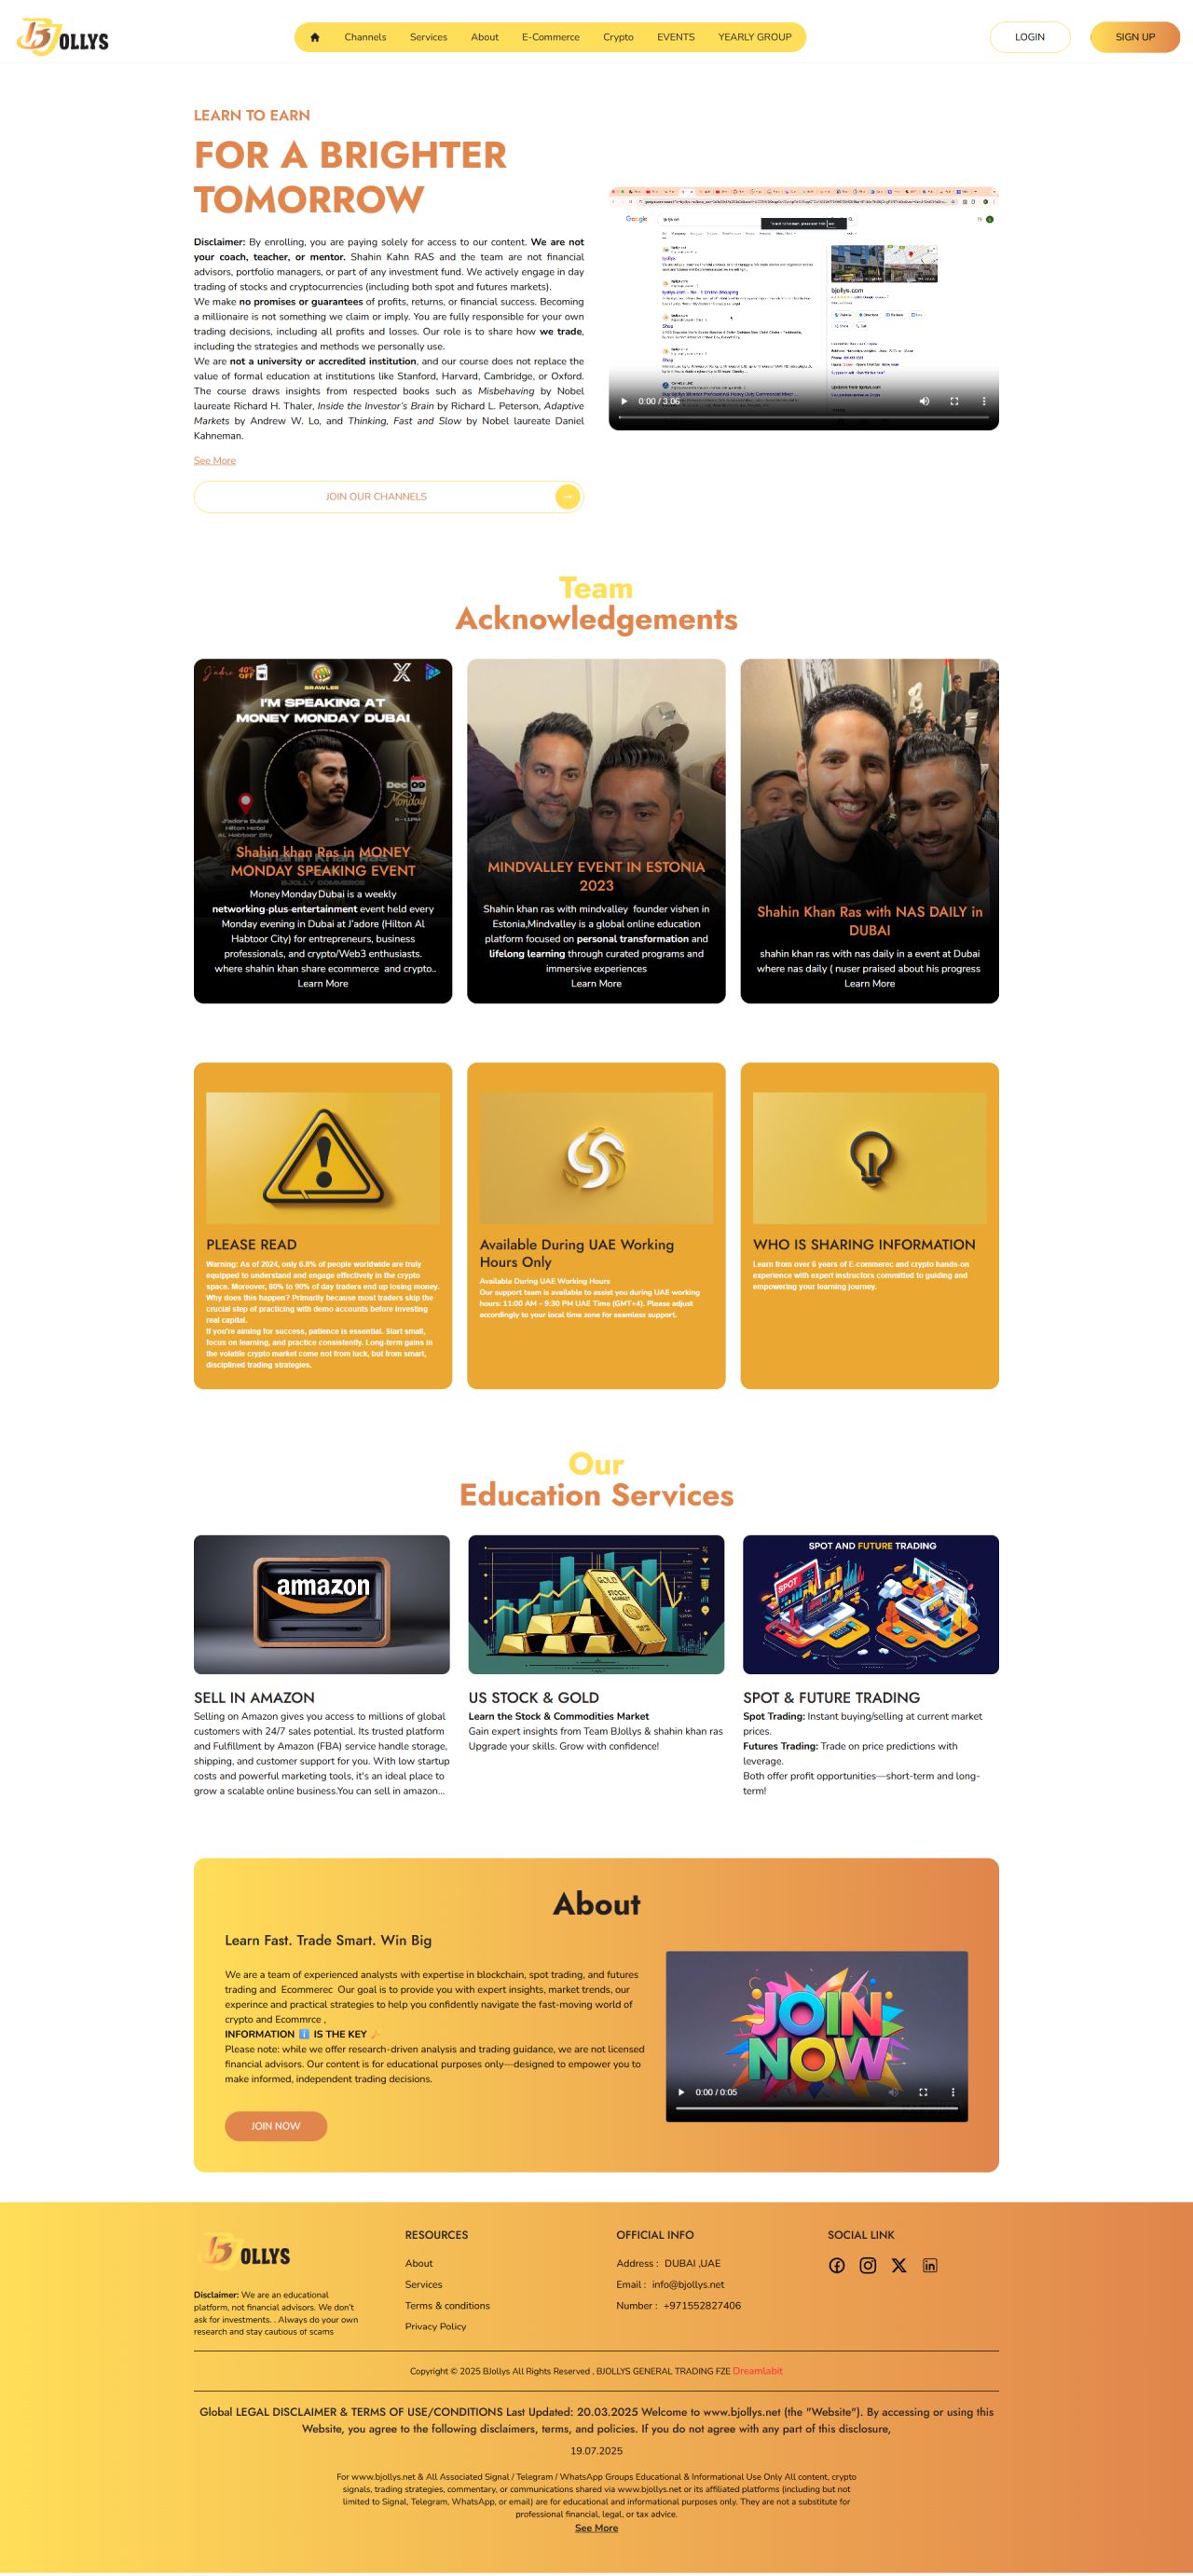 BJOLLYS
Channels
Services
About
E-Commerce
Crypto
EVENTS
YEARLY GROUP
LOGIN
SIGN UP
LEARN TO EARN
FOR A BRIGHTER
TOMORROW
Disclaimer: By enrolling, you are paying solely for access to our content. We are not
your coach, teacher, or mentor. Shahin Kahn RAS and the team are not financial
advisors, portfolio managers, or part of any investment fund. We actively engage in day
trading of stocks and cryptocurrencies (including both spot and futures markets).
We make no promises or guarantees of profits, returns, or financial success. Becoming
a millionaire is not something we claim or imply. You are fully responsible for your own
trading decisions, including all profits and losses. Our role is to share how we trade,
including the strategies and methods we personally use.
We are not a university or accredited institution, and our course does not replace the
value of formal education at institutions like Stanford, Harvard, Cambridge, or Oxford.
The course draws insights from respected books such as Misbehaving by Nobel
laureate Richard H. Thaler, Inside the Investor's Brain by Richard L. Peterson, Adaptive
Markets by Andrew W. Lo, and Thinking, Fast and Slow by Nobel laureate Daniel
Kahneman.
See More
JOIN OUR CHANNELS
Google
bjollys.com
0:00 / 3:06
Team
Acknowledgements
J'adore
40%
OFF
BRAWLER
I'M SPEAKING AT
MONEY MONDAY DUBAI
Dec 09
Monday
J'adore Dubai
Hilton Hotel
AL Habtoor City
Shahin Khan Ras
BJOLLY COMMERCE
Shahin khan Ras in MONEY
MONDAY SPEAKING EVENT
Money Monday Dubai is a weekly
networking-plus-entertainment event held every
Monday evening in Dubai at J'adore (Hilton Al
Habtoor City) for entrepreneurs, business
professionals, and crypto/Web3 enthusiasts.
where shahin khan share ecommerce and crypto..
Learn More
MINDVALLEY EVENT IN ESTONIA
2023
Shahin khan ras with mindvalley founder vishen in
Estonia,Mindvalley is a global online education
platform focused on personal transformation and
lifelong learning through curated programs and
immersive experiences
Learn More
Shahin Khan Ras with NAS DAILY in
DUBAI
shahin khan ras with nas daily in a event at Dubai
where nas daily ( nuser praised about his progress
Learn More
PLEASE READ
Warning: As of 2024, only 6.8% of people worldwide are truly
equipped to understand and engage effectively in the crypto
space. Moreover, 80% to 90% of day traders end up losing money.
Why does this happen? Primarily because most traders skip the
crucial step of practicing with demo accounts before investing
real capital.
If you're aiming for success, patience is essential. Start small,
focus on learning, and practice consistently. Long-term gains in
the volatile crypto market come not from luck, but from smart,
disciplined trading strategies.
Available During UAE Working
Hours Only
Available During UAE Working Hours
Our support team is available to assist you during UAE working
hours: 11:00 AM – 9:30 PM UAE Time (GMT+4). Please adjust
accordingly to your local time zone for seamless support.
WHO IS SHARING INFORMATION
Learn from over 6 years of E-commerec and crypto hands-on
experience with expert instructors committed to guiding and
empowering your learning journey.
Our
Education Services
amazon
GOLD
STOCK
MARKET
SPOT AND FUTURE TRADING
SPOT
SELL IN AMAZON
Selling on Amazon gives you access to millions of global
customers with 24/7 sales potential. Its trusted platform
and Fulfillment by Amazon (FBA) service handle storage,
shipping, and customer support for you. With low startup
costs and powerful marketing tools, it's an ideal place to
grow a scalable online business.You can sell in amazon...
US STOCK & GOLD
Learn the Stock & Commodities Market
Gain expert insights from Team BJollys & shahin khan ras
Upgrade your skills. Grow with confidence!
SPOT & FUTURE TRADING
Spot Trading: Instant buying/selling at current market
prices.
Futures Trading: Trade on price predictions with
leverage.
Both offer profit opportunities—short-term and long-
term!
About
Learn Fast. Trade Smart. Win Big
We are a team of experienced analysts with expertise in blockchain, spot trading, and futures
trading and Ecommerec Our goal is to provide you with expert insights, market trends, our
experince and practical strategies to help you confidently navigate the fast-moving world of
crypto and Ecommrce ,
INFORMATION ℹ️ IS THE KEY 🔑
Please note: while we offer research-driven analysis and trading guidance, we are not licensed
financial advisors. Our content is for educational purposes only—designed to empower you to
make informed, independent trading decisions.
JOIN NOW
JOIN
NOW
0:00 / 0:05
BJOLLYS
Disclaimer: We are an educational
platform, not financial advisors. We don't
ask for investments. . Always do your own
research and stay cautious of scams
RESOURCES
About
Services
Terms & conditions
Privacy Policy
OFFICIAL INFO
Address : DUBAI ,UAE
Email : info@bjollys.net
Number : +971552827406
SOCIAL LINK
Copyright © 2025 BJollys All Rights Reserved , BJOLLYS GENERAL TRADING FZE Dreamlabit
Global LEGAL DISCLAIMER & TERMS OF USE/CONDITIONS Last Updated: 20.03.2025 Welcome to www.bjollys.net (the "Website"). By accessing or using this
Website, you agree to the following disclaimers, terms, and policies. If you do not agree with any part of this disclosure,
19.07.2025
For www.bjollys.net & All Associated Signal / Telegram / WhatsApp Groups Educational & Informational Use Only All content, crypto
signals, trading strategies, commentary, or communications shared via www.bjollys.net or its affiliated platforms (including but not
limited to Signal, Telegram, WhatsApp, or email) are for educational and informational purposes only. They are not a substitute for
professional financial, legal, or tax advice.
See More